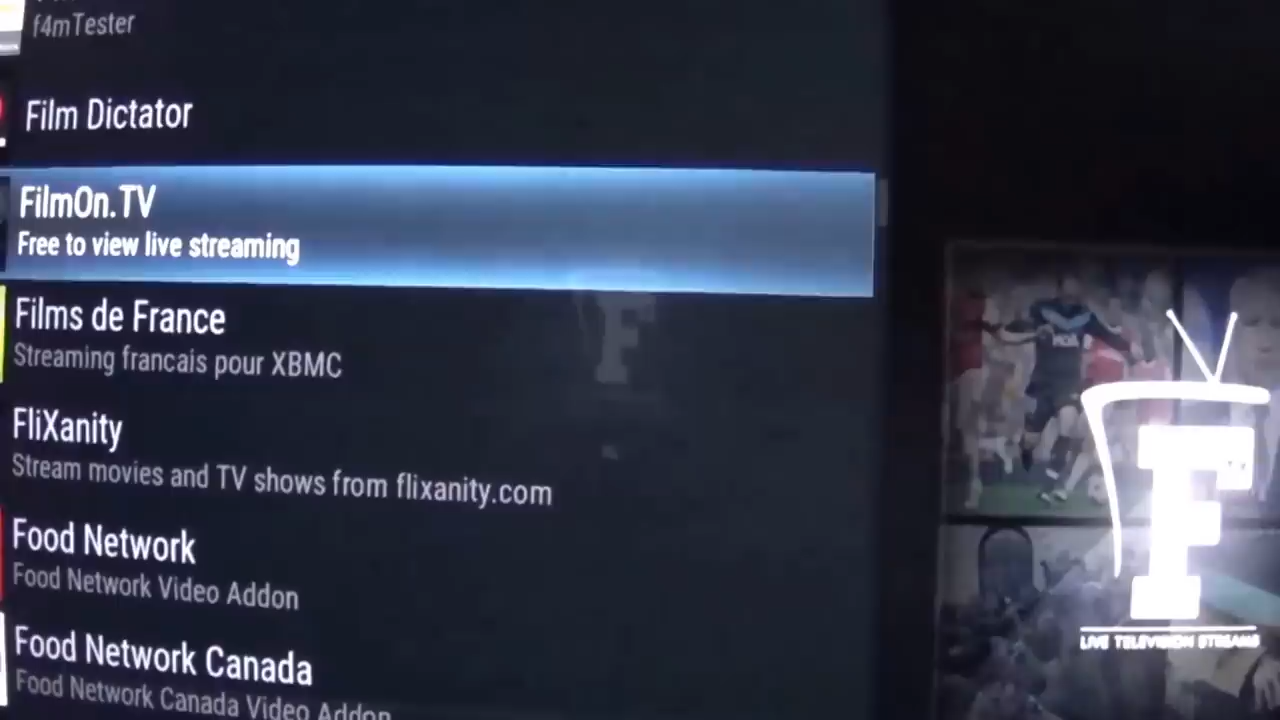 f4mTester
Film Dictator
FilmOn.TV
Free to view live streaming
Films de France
Streaming francais pour XBMC
FliXanity
Stream movies and TV shows from flixanity.com
Food Network
Food Network Video Addon
Food Network Canada
Food Network Canada Video Addon
F
LIVE TELEVISION STREAMS